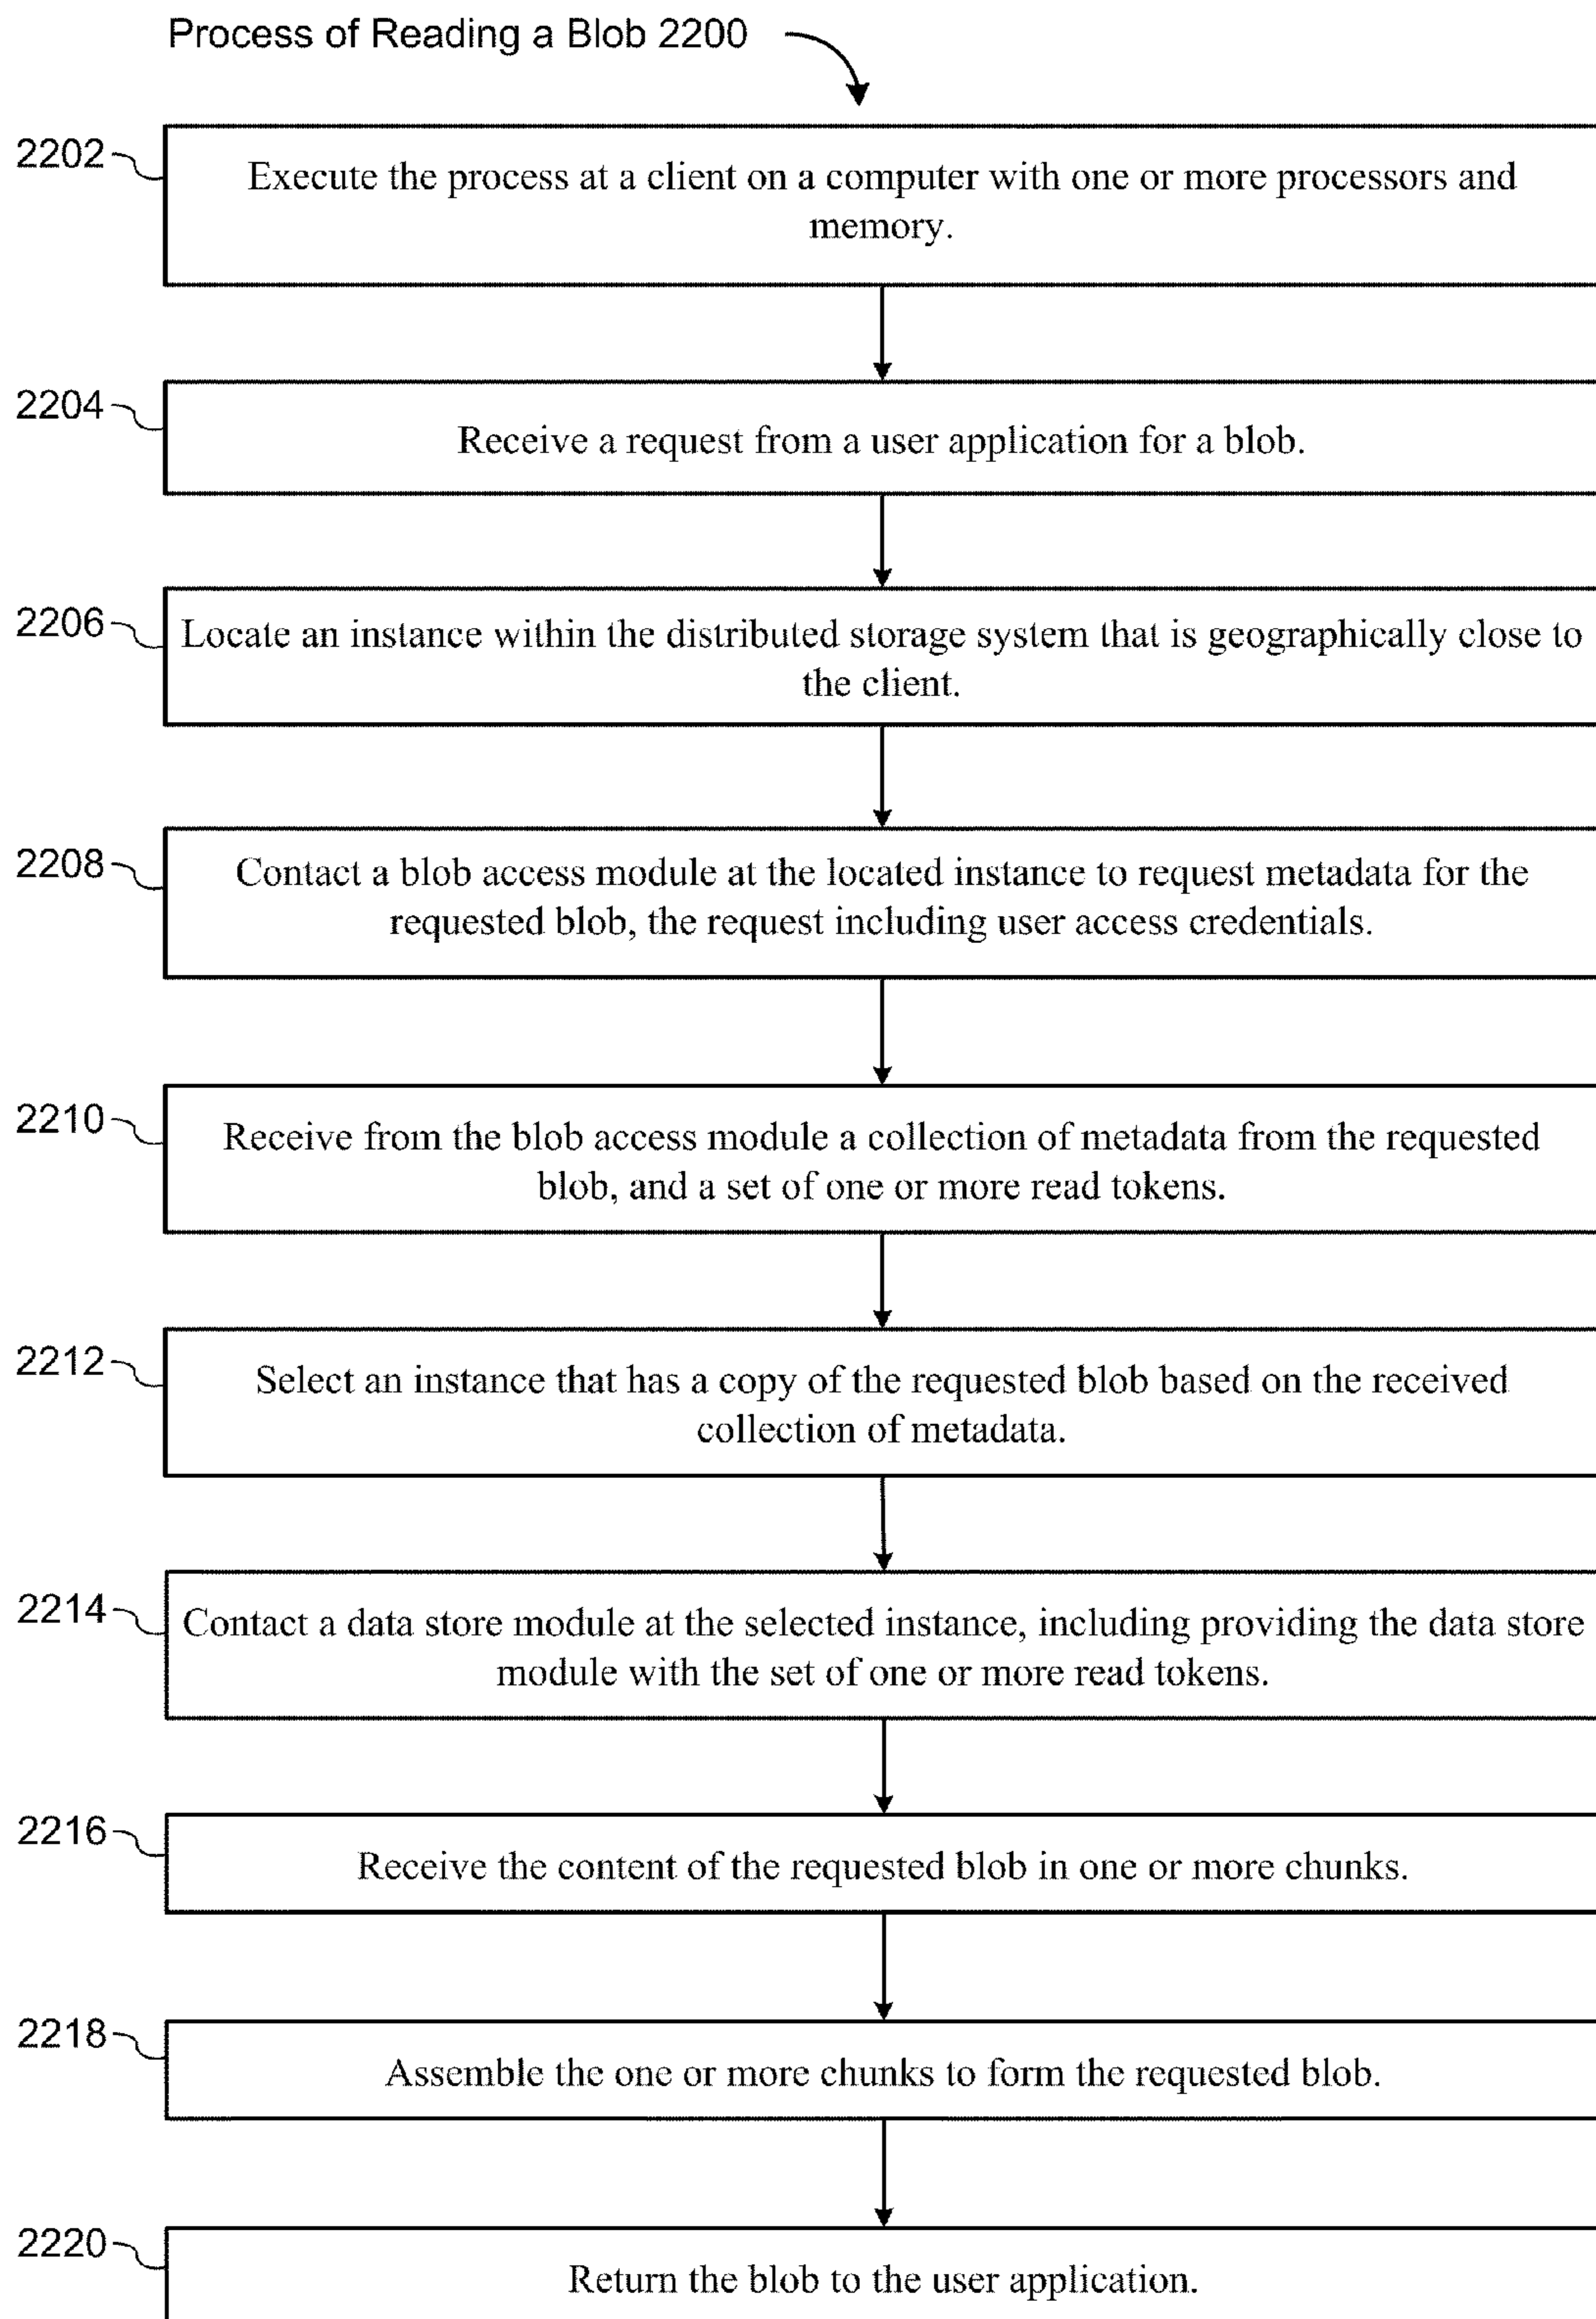 Process of Reading a Blob 2200
2202
Execute the process at a client on a computer with one or more processors and
memory.
2204
Receive a request from a user application for a blob.
2206
Locate an instance within the distributed storage system that is geographically close to
the client.
2208
Contact a blob access module at the located instance to request metadata for the
requested blob, the request including user access credentials.
2210
Receive from the blob access module a collection of metadata from the requested
blob, and a set of one or more read tokens.
2212
Select an instance that has a copy of the requested blob based on the received
collection of metadata.
2214
Contact a data store module at the selected instance, including providing the data store
module with the set of one or more read tokens.
2216
Receive the content of the requested blob in one or more chunks.
2218
Assemble the one or more chunks to form the requested blob.
2220
Return the blob to the user application.